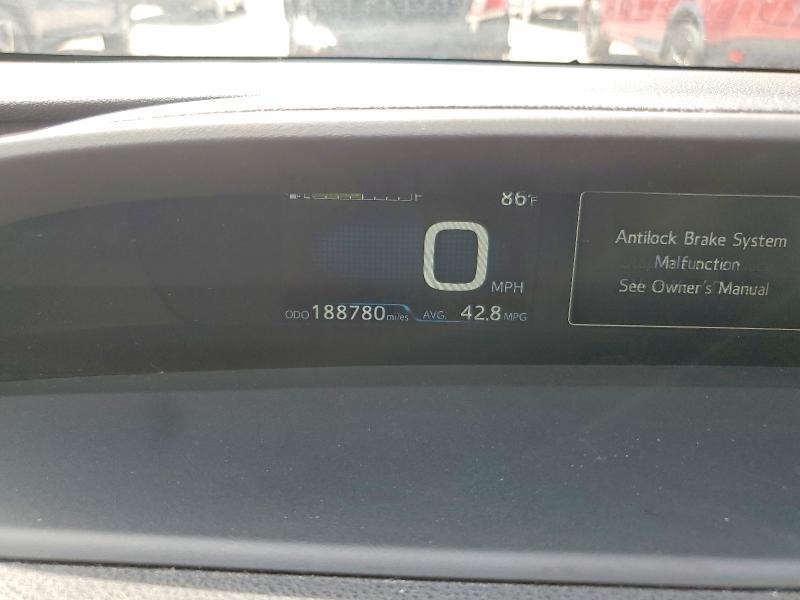 F 86°F
0 MPH
ODO 188780 miles AVG. 42.8 MPG
Antilock Brake System
Malfunction
See Owner's Manual